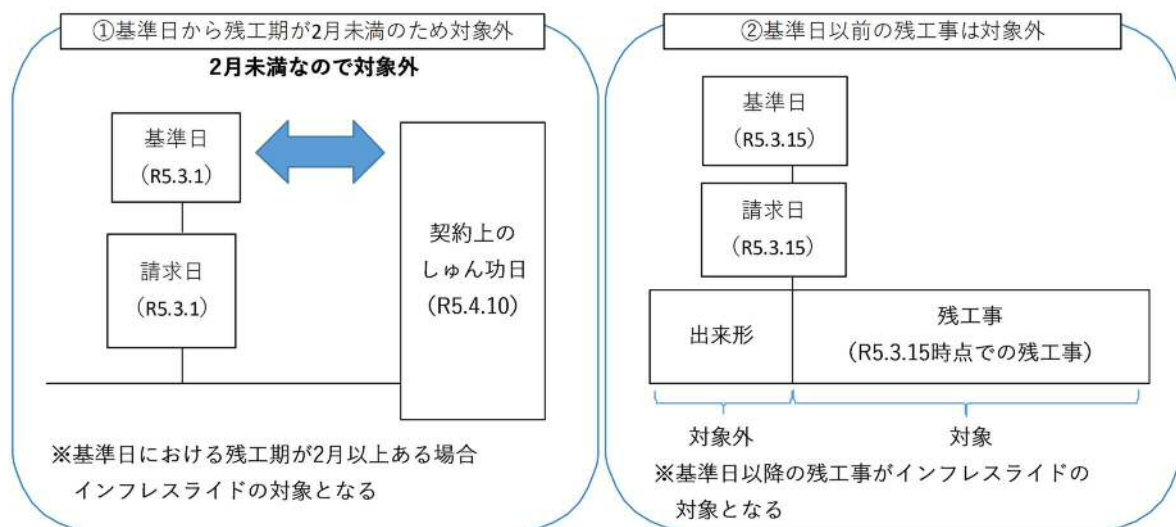 ①基準日から残工期が2月未満のため対象外
2月未満なので対象外
基準日
（R5.3.1）
請求日
（R5.3.1）
契約上の
しゅん功日
（R5.4.10）
※基準日における残工期が2月以上ある場合
インフレスライドの対象となる
②基準日以前の残工事は対象外
基準日
（R5.3.15）
請求日
（R5.3.15）
出来形
残工事
（R5.3.15時点での残工事）
対象外
対象
※基準日以降の残工事がインフレスライドの
対象となる